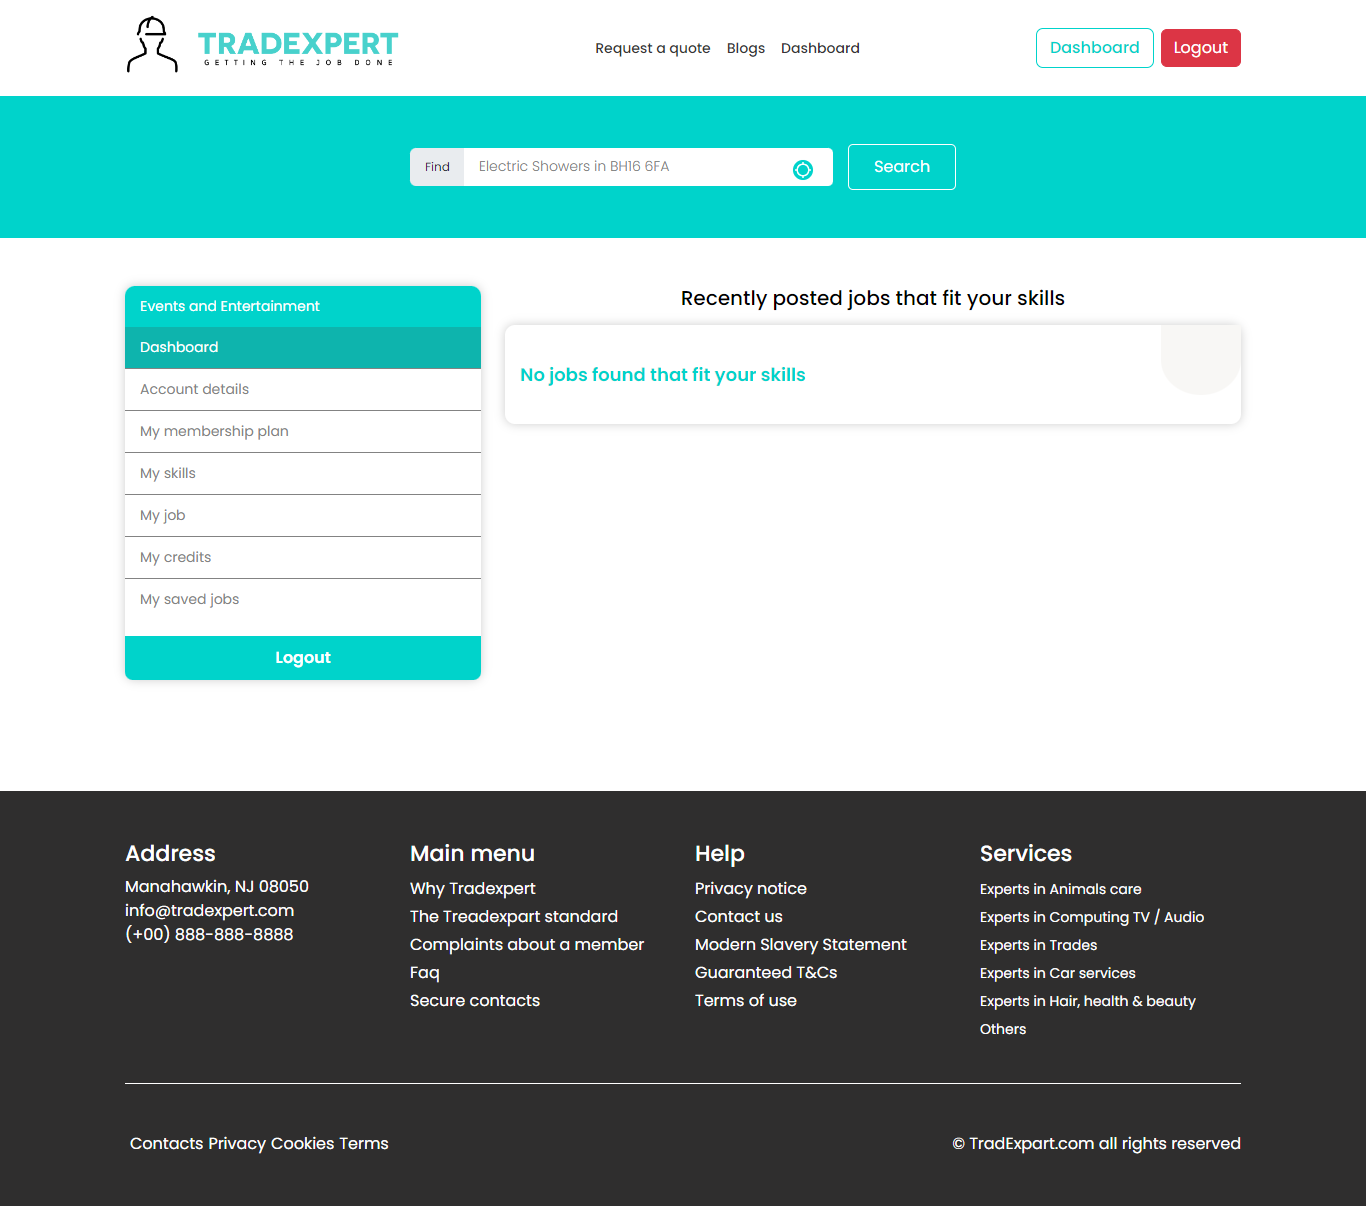 TRADEXPERT
GETTING THE JOB DONE
Request a quote Blogs Dashboard
Dashboard Logout
Find Electric Showers in BH16 6FA Search
Events and Entertainment
Dashboard
Account details
My membership plan
My skills
My job
My credits
My saved jobs
Logout
Recently posted jobs that fit your skills
No jobs found that fit your skills
Address
Manahawkin, NJ 08050
info@tradexpert.com
(+00) 888-888-8888
Main menu
Why Tradexpert
The Treadexpart standard
Complaints about a member
Faq
Secure contacts
Help
Privacy notice
Contact us
Modern Slavery Statement
Guaranteed T&Cs
Terms of use
Services
Experts in Animals care
Experts in Computing TV / Audio
Experts in Trades
Experts in Car services
Experts in Hair, health & beauty
Others
Contacts Privacy Cookies Terms
© TradExpart.com all rights reserved